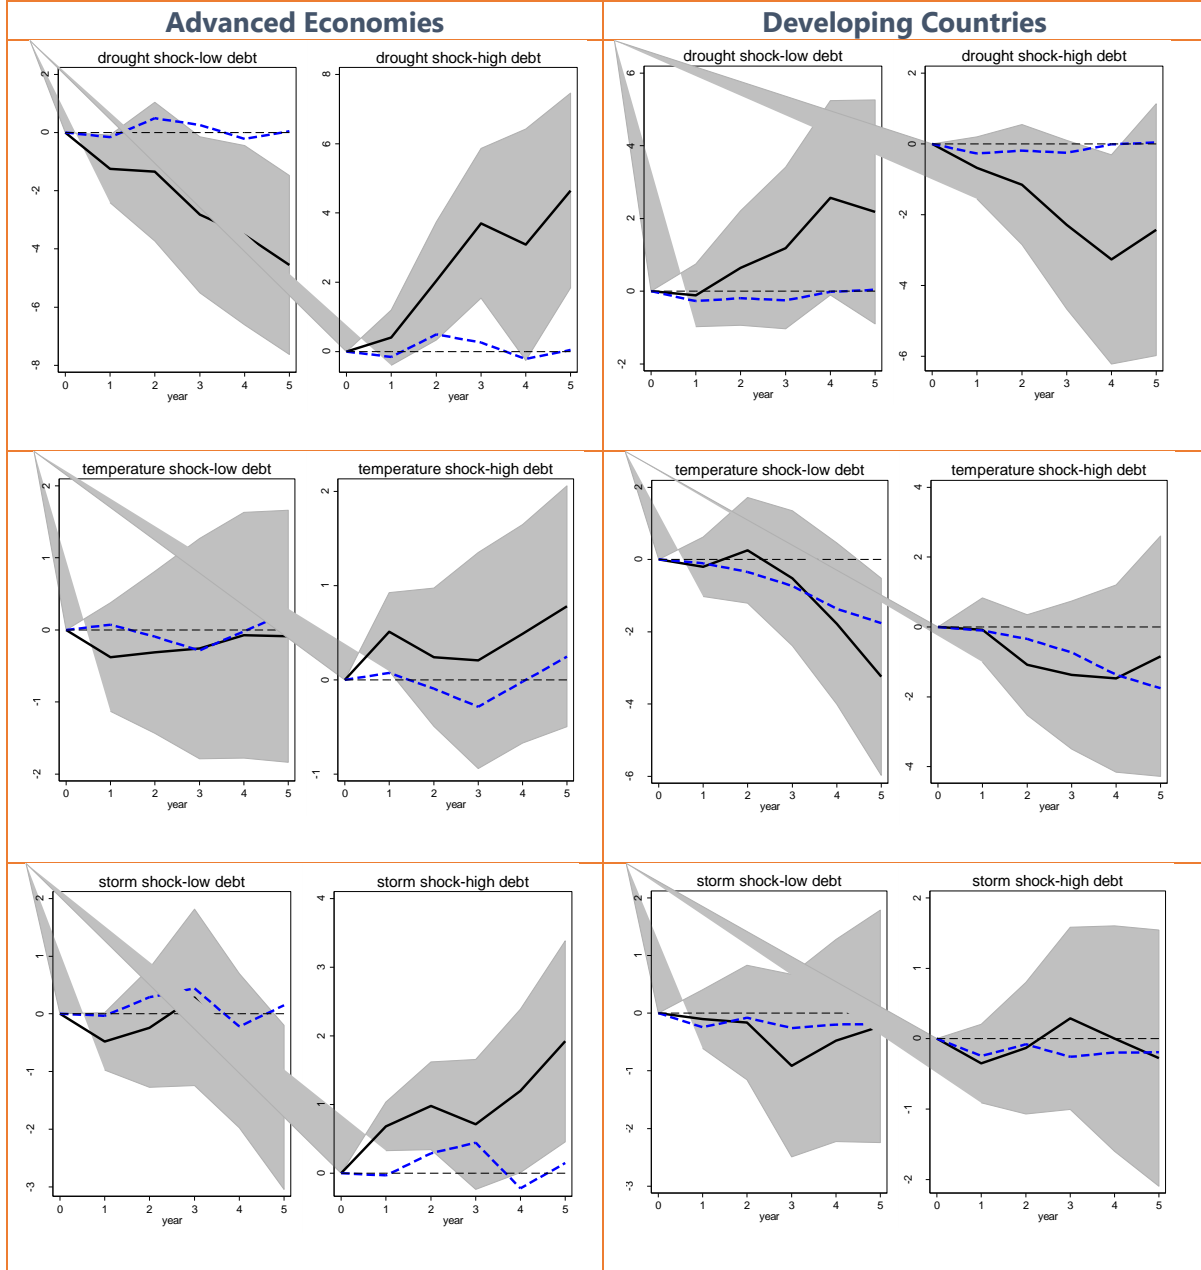 Advanced Economies
Developing Countries
drought shock-low debt
2
0
-2
-4
-6
-8
0 1 2 3 4 5
year
drought shock-high debt
8
6
4
2
0
0 1 2 3 4 5
year
drought shock-low debt
6
4
2
0
-2
0 1 2 3 4 5
year
drought shock-high debt
2
0
-2
-4
-6
0 1 2 3 4 5
year
temperature shock-low debt
2
1
0
-1
-2
0 1 2 3 4 5
year
temperature shock-high debt
2
1
0
-1
0 1 2 3 4 5
year
temperature shock-low debt
2
0
-2
-4
-6
0 1 2 3 4 5
year
temperature shock-high debt
4
2
0
-2
-4
0 1 2 3 4 5
year
storm shock-low debt
2
1
0
-1
-2
-3
0 1 2 3 4 5
year
storm shock-high debt
4
3
2
1
0
0 1 2 3 4 5
year
storm shock-low debt
2
1
0
-1
-2
-3
0 1 2 3 4 5
year
storm shock-high debt
2
1
0
-1
-2
0 1 2 3 4 5
year